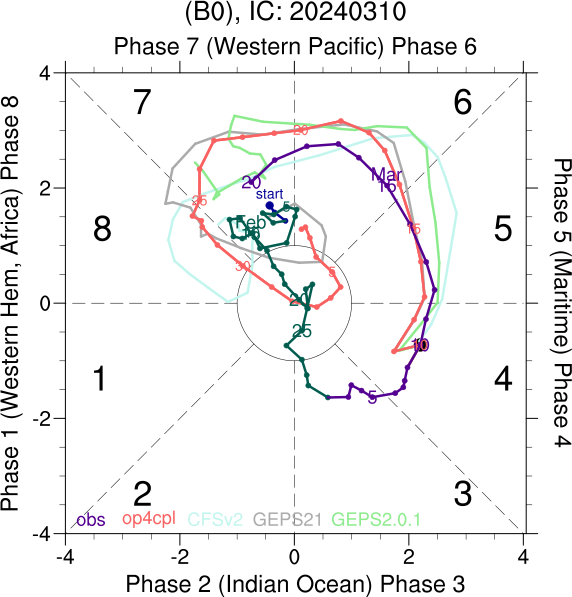 (B0), IC: 20240310
Phase 7 (Western Pacific) Phase 6
4
7
6
20
Mar
20
15
start
2
25
5
Feb
15
8
5
30
5
20
0
25
10
1
4
5
-2
2
3
obs op4cpl CFSv2 GEPS21 GEPS2.0.1
-4
-4 -2 0 2 4
Phase 2 (Indian Ocean) Phase 3
Phase 1 (Western Hem, Africa) Phase 8
Phase 5 (Maritime) Phase 4